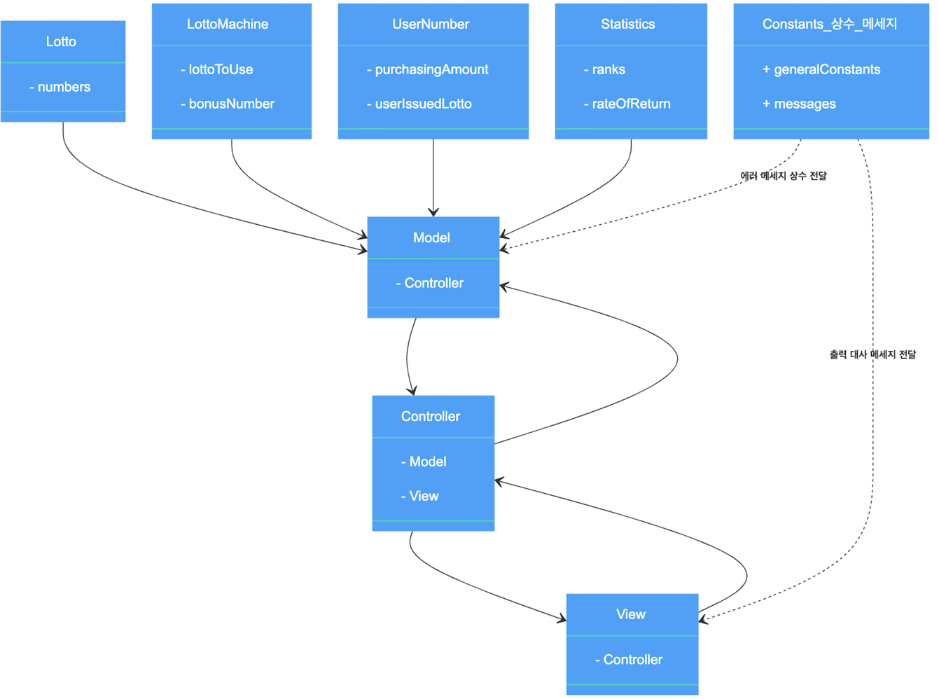 Lotto
- numbers
LottoMachine
- lottoToUse
- bonusNumber
UserNumber
- purchasingAmount
- userIssuedLotto
Statistics
- ranks
- rateOfReturn
Constants_상수_메세지
+ generalConstants
+ messages
에러 메세지 상수 전달
Model
- Controller
출력 대사 메세지 전달
Controller
- Model
- View
View
- Controller